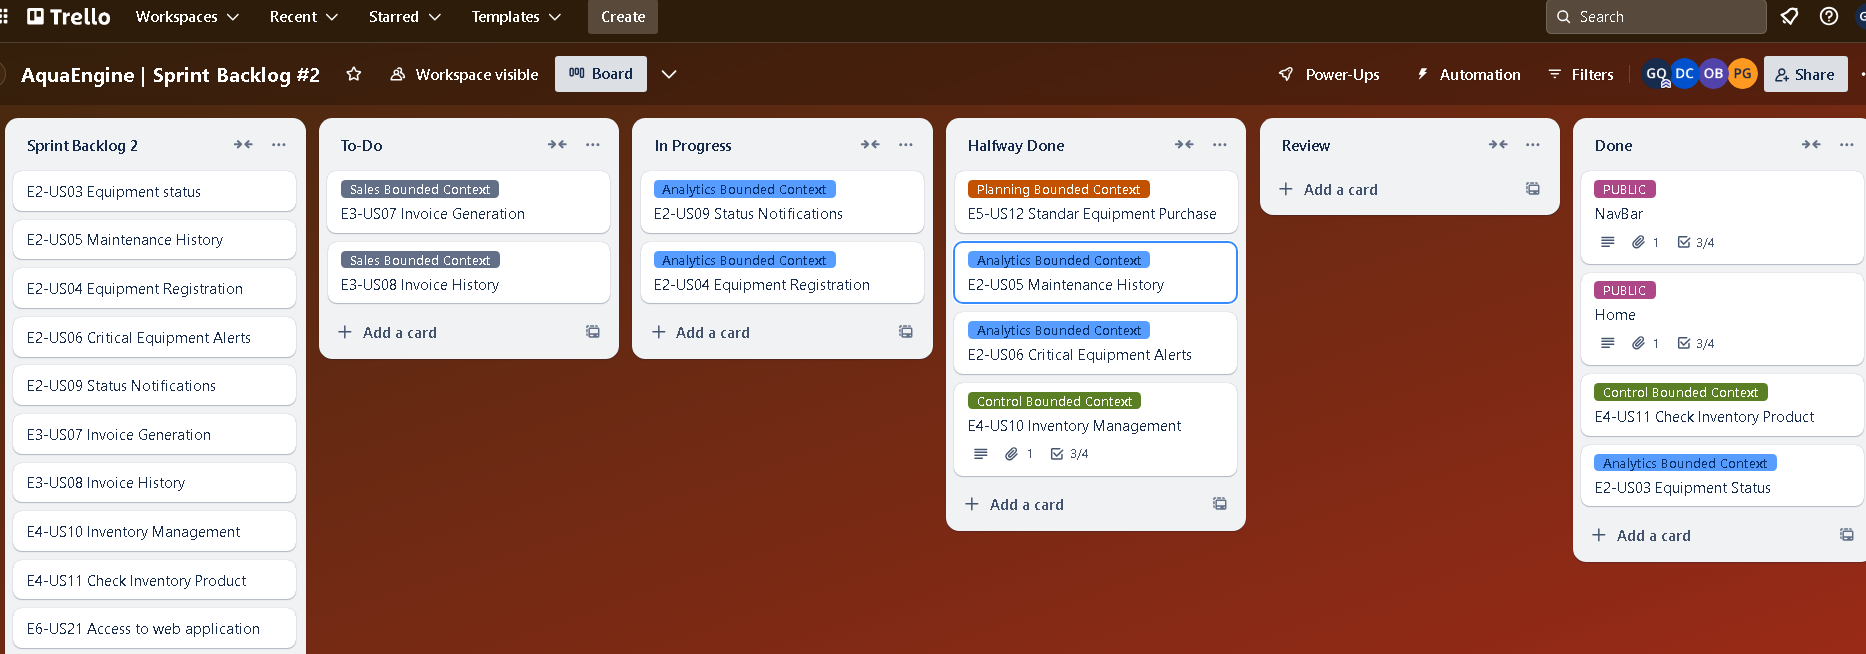 Trello Workspaces Recent Starred Templates Create Search
AquaEngine | Sprint Backlog #2 Workspace visible Board Power-Ups Automation Filters GQ DC OB PG Share
Sprint Backlog 2
E2-US03 Equipment status
E2-US05 Maintenance History
E2-US04 Equipment Registration
E2-US06 Critical Equipment Alerts
E2-US09 Status Notifications
E3-US07 Invoice Generation
E3-US08 Invoice History
E4-US10 Inventory Management
E4-US11 Check Inventory Product
E6-US21 Access to web application
To-Do
Sales Bounded Context
E3-US07 Invoice Generation
Sales Bounded Context
E3-US08 Invoice History
Add a card
In Progress
Analytics Bounded Context
E2-US09 Status Notifications
Analytics Bounded Context
E2-US04 Equipment Registration
Add a card
Halfway Done
Planning Bounded Context
E5-US12 Standar Equipment Purchase
Analytics Bounded Context
E2-US05 Maintenance History
Analytics Bounded Context
E2-US06 Critical Equipment Alerts
Control Bounded Context
E4-US10 Inventory Management
1 3/4
Add a card
Review
Add a card
Done
PUBLIC
NavBar
1 3/4
PUBLIC
Home
1 3/4
Control Bounded Context
E4-US11 Check Inventory Product
Analytics Bounded Context
E2-US03 Equipment Status
Add a card